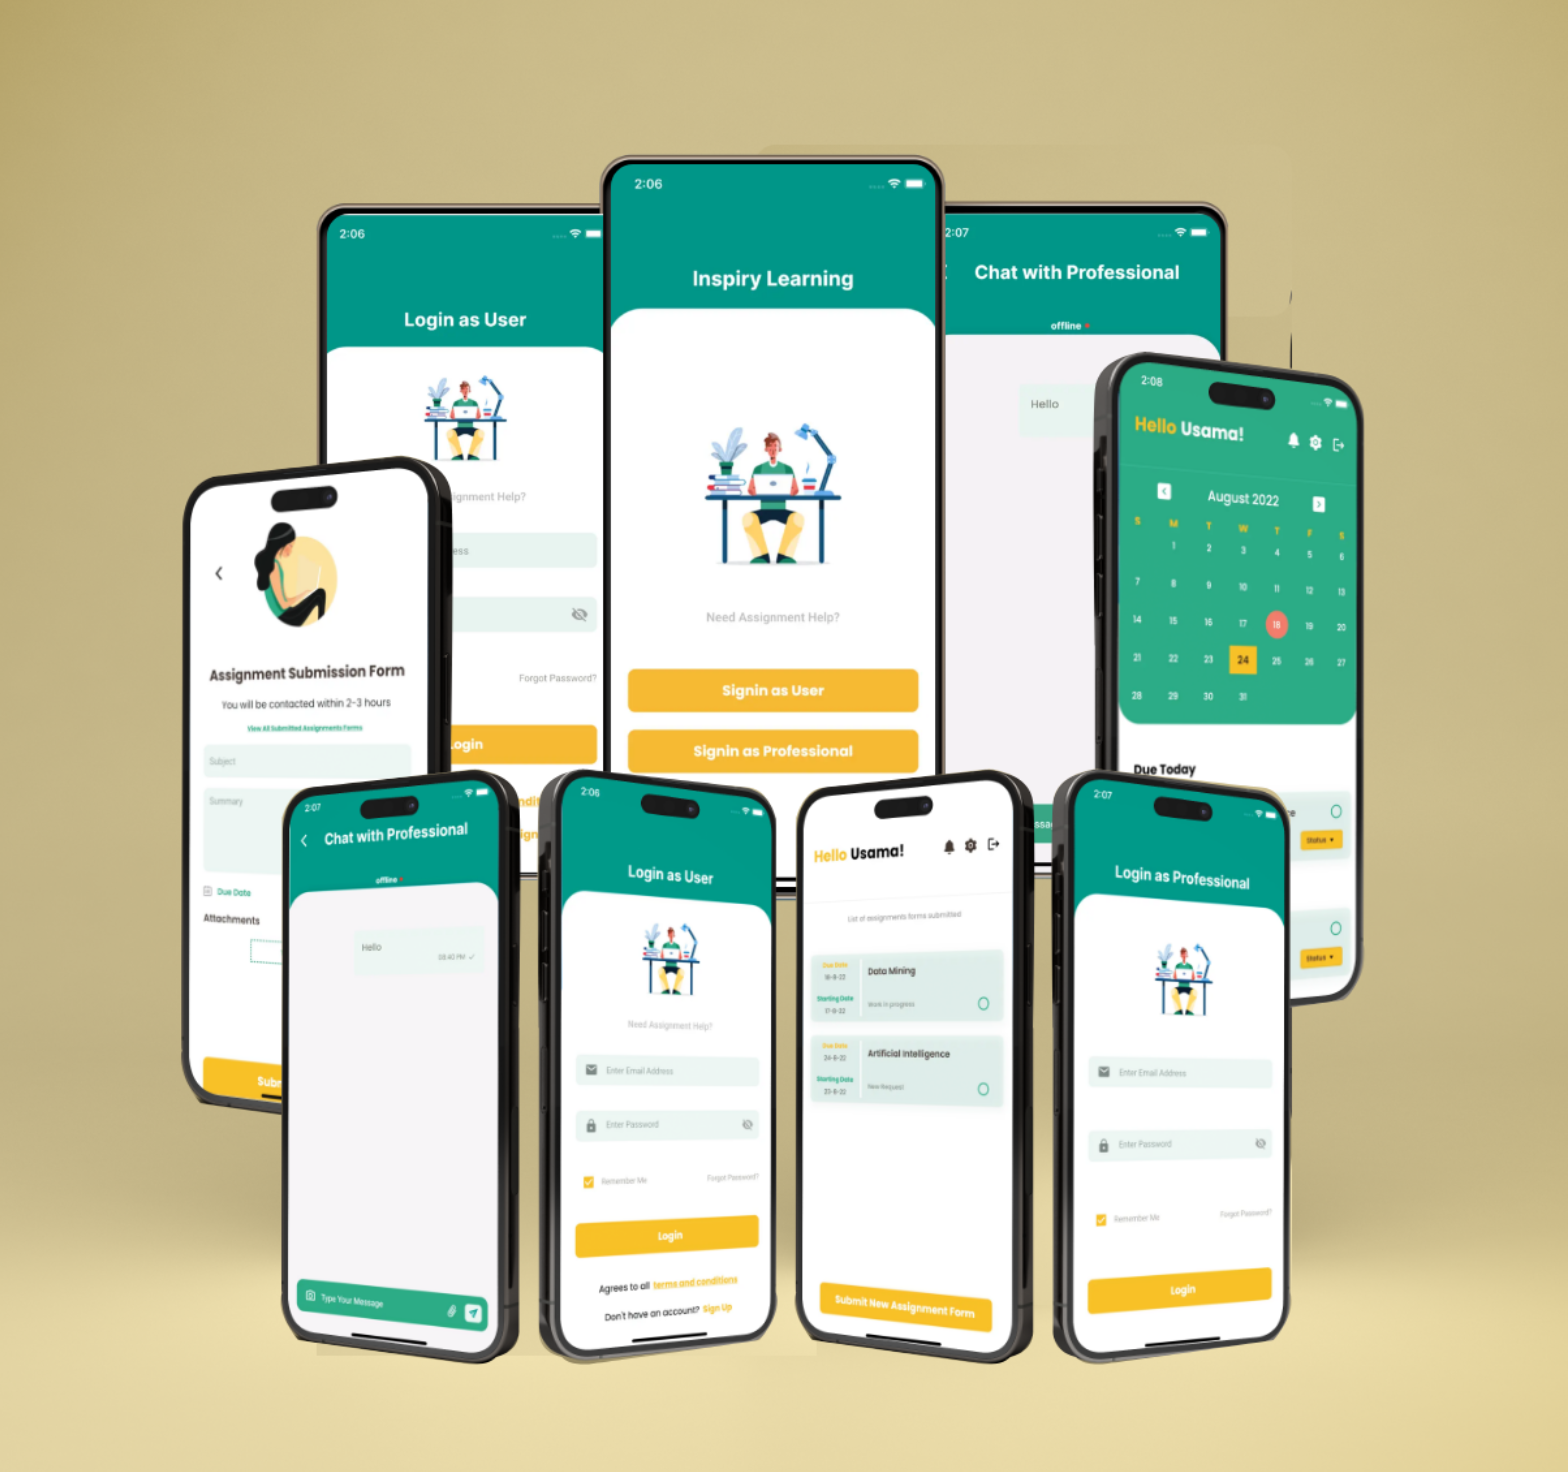 2:06
Inspiry Learning
Need Assignment Help?
Signin as User
Signin as Professional
2:06
Login as User
ignment Help?
ess
Forgot Password?
Login
2:07
Chat with Professional
offline
Hello
2:08
Hello Usama!
August 2022
S M T W T F S
1 2 3 4 5 6
7 8 9 10 11 12 13
14 15 16 17 18 19 20
21 22 23 24 25 26 27
28 29 30 31
Due Today
Status
Status
Assignment Submission Form
You will be contacted within 2-3 hours
View All Submitted Assignments Forms
Subject
Summary
Due Date
Attachments
Subr
2:07
Chat with Professional
offline
Hello
08:40 PM
Type Your Message
2:06
Login as User
Need Assignment Help?
Enter Email Address
Enter Password
Remember Me Forgot Password?
Login
Agrees to all terms and conditions
Don't have an account? Sign Up
Hello Usama!
List of assignments forms submitted
Due Date
18-8-22
Data Mining
Starting Date
17-8-22
Work in progress
Due Date
24-8-22
Artificial Intelligence
Starting Date
20-8-22
New Request
Submit New Assignment Form
2:07
Login as Professional
Enter Email Address
Enter Password
Remember Me Forgot Password?
Login